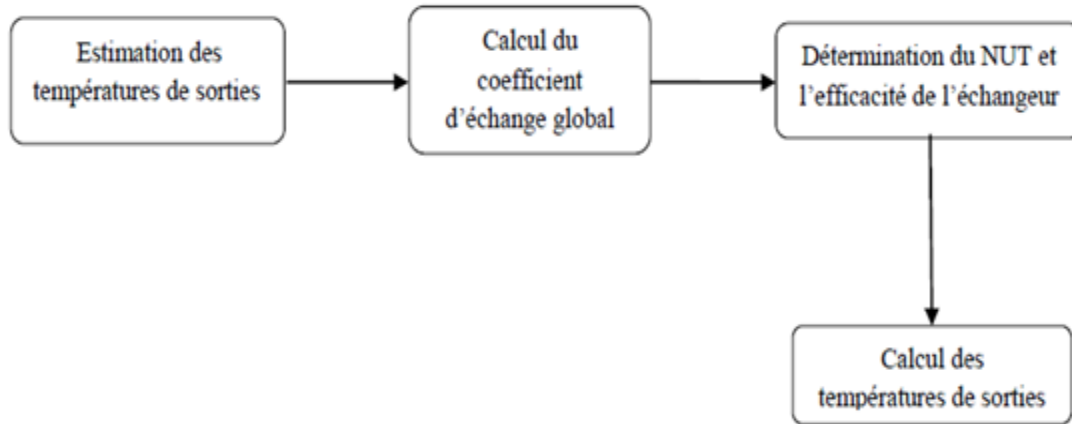 Estimation des
températures de sorties
Calcul du
coefficient
d'échange global
Détermination du NUT et
l'efficacité de l'échangeur
Calcul des
températures de sorties